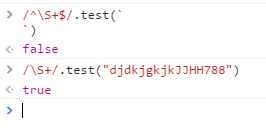 > /^\S+$/.test(`
`)
< false
> /\S+/.test("djdkjgkjkJJHH788")
< true
>